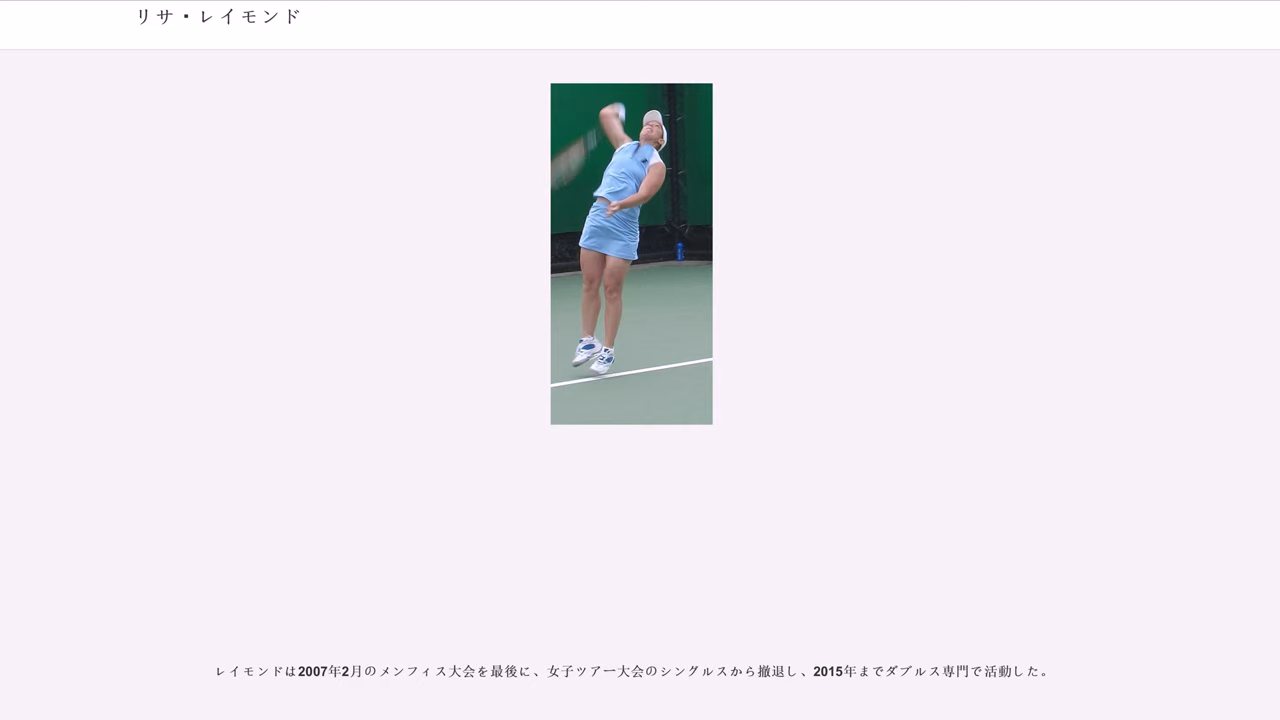 リサ・レイモンド
レイモンドは2007年2月のメンフィス大会を最後に、女子ツアー大会のシングルスから撤退し、2015年までダブルス専門で活動した。